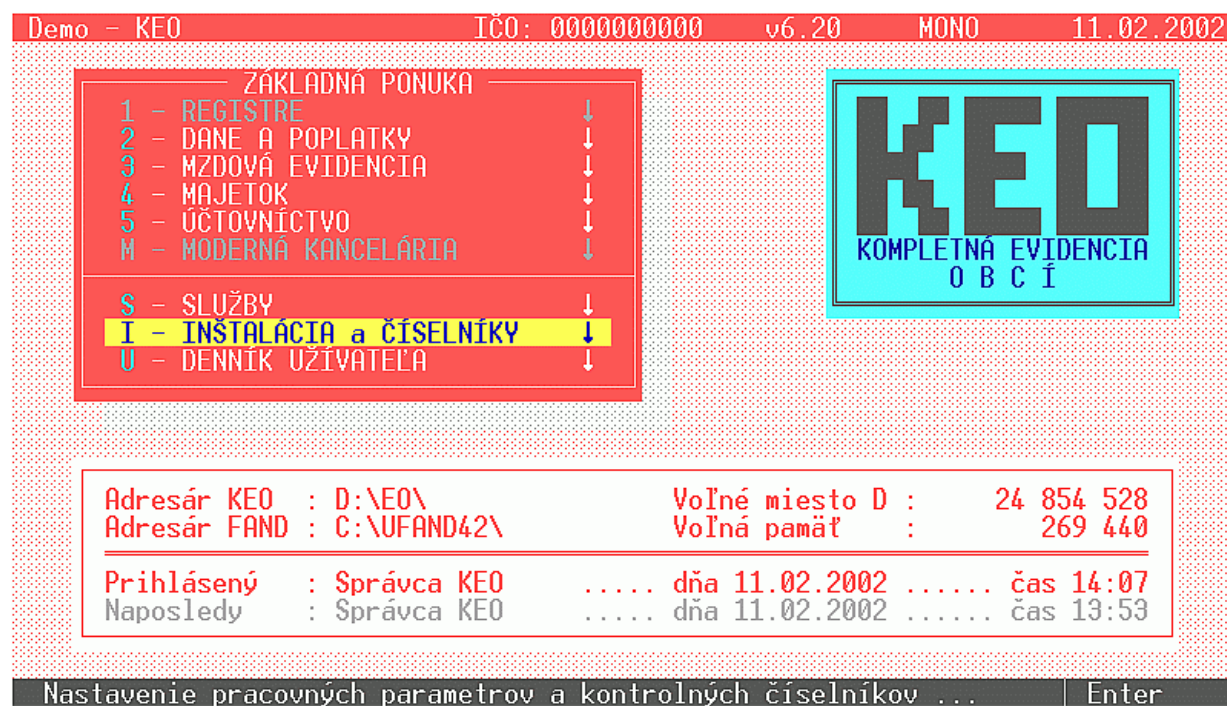 Demo – KEO IČO: 0000000000 v6.20 MONO 11.02.2002
ZÁKLADNÁ PONUKA
1 – REGISTRE ↓
2 – DANE A POPLATKY ↓
3 – MZDOVÁ EVIDENCIA ↓
4 – MAJETOK ↓
5 – ÚČTOVNÍCTVO ↓
M – MODERNÁ KANCELÁRIA ↓
S – SLUŽBY ↓
I – INŠTALÁCIA a ČÍSELNÍKY ↓
U – DENNÍK UŽÍVATEĽA ↓
KEO
KOMPLETNÁ EVIDENCIA
O B C Í
Adresár KEO : D:\EO\ Voľné miesto D : 24 854 528
Adresár FAND : C:\UFAND42\ Voľná pamäť : 269 440
Prihlásený : Správca KEO ..... dňa 11.02.2002 ...... čas 14:07
Naposledy : Správca KEO ..... dňa 11.02.2002 ...... čas 13:53
Nastavenie pracovných parametrov a kontrolných číselníkov ... Enter